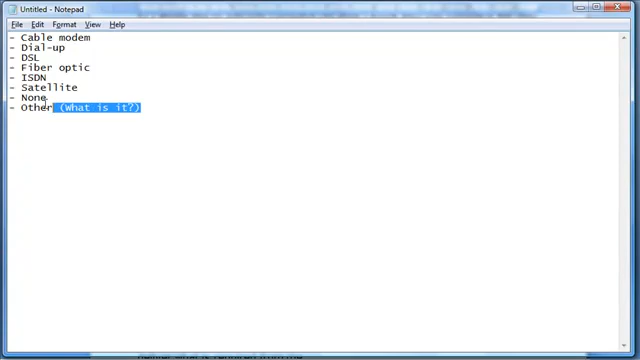 Untitled - Notepad
File Edit Format View Help
- Cable modem
- Dial-up
- DSL
- Fiber optic
- ISDN
- Satellite
- None
- Other (What is it?)